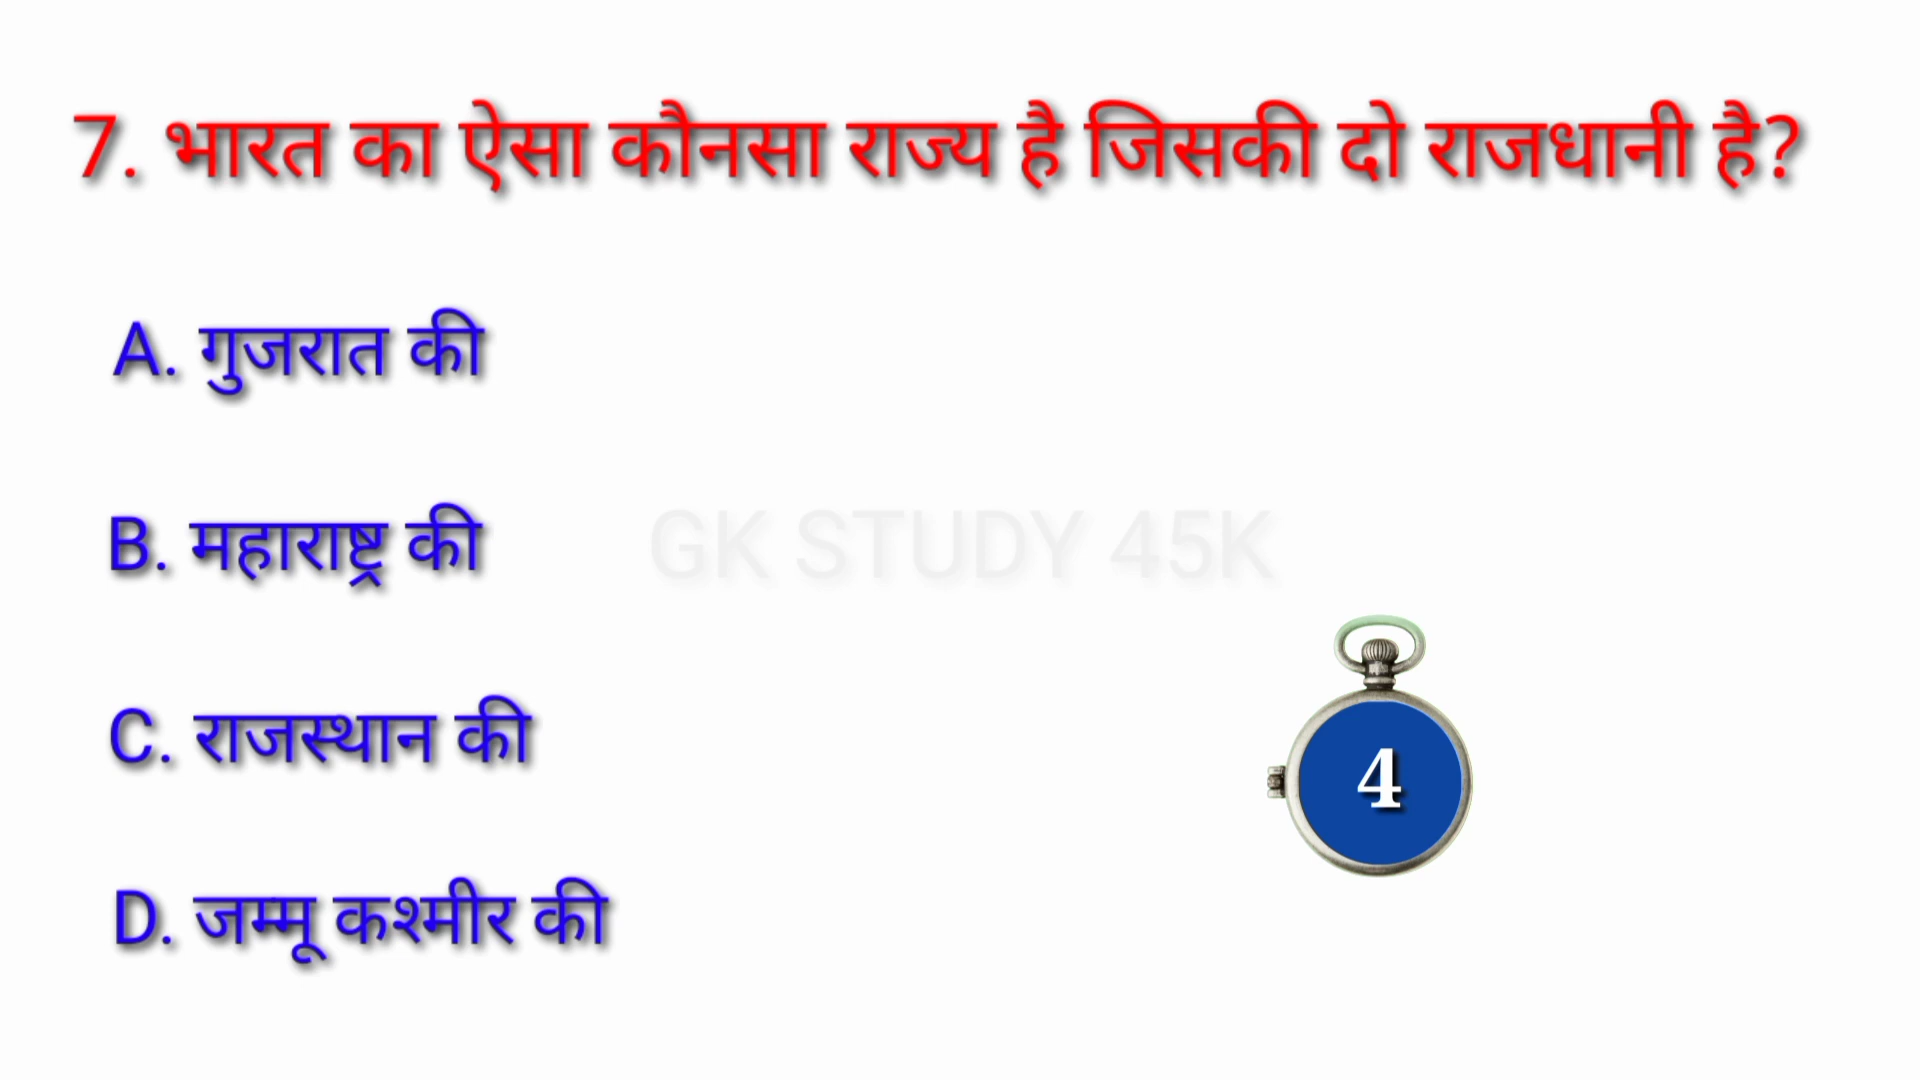 7. भारत का ऐसा कौनसा राज्य है जिसकी दो राजधानी है?
A. गुजरात की
B. महाराष्ट्र की
GK STUDY 45K
C. राजस्थान की
4
D. जम्मू कश्मीर की